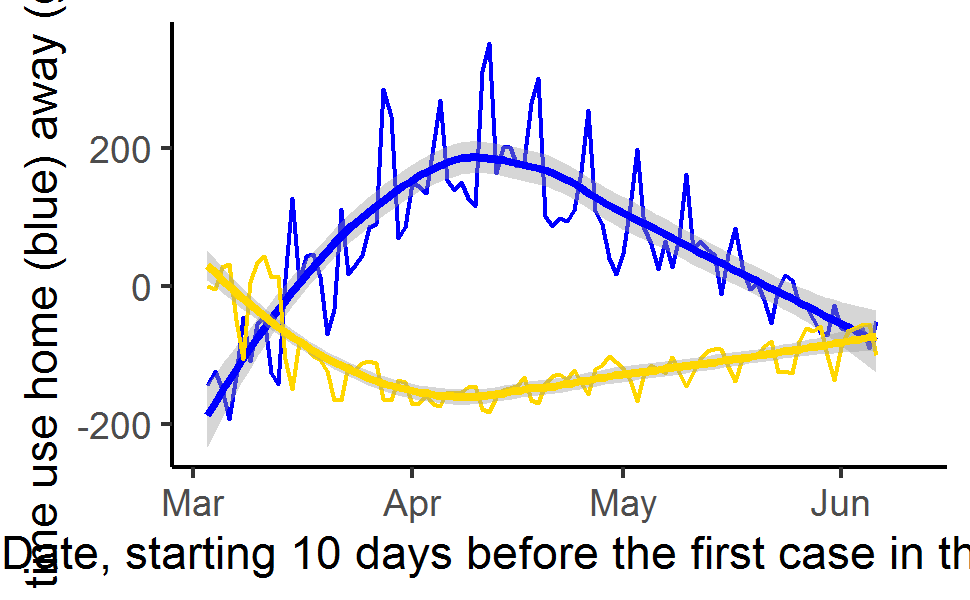 time use home (blue) away (
200
0
-200
Mar Apr May Jun
Date, starting 10 days before the first case in th